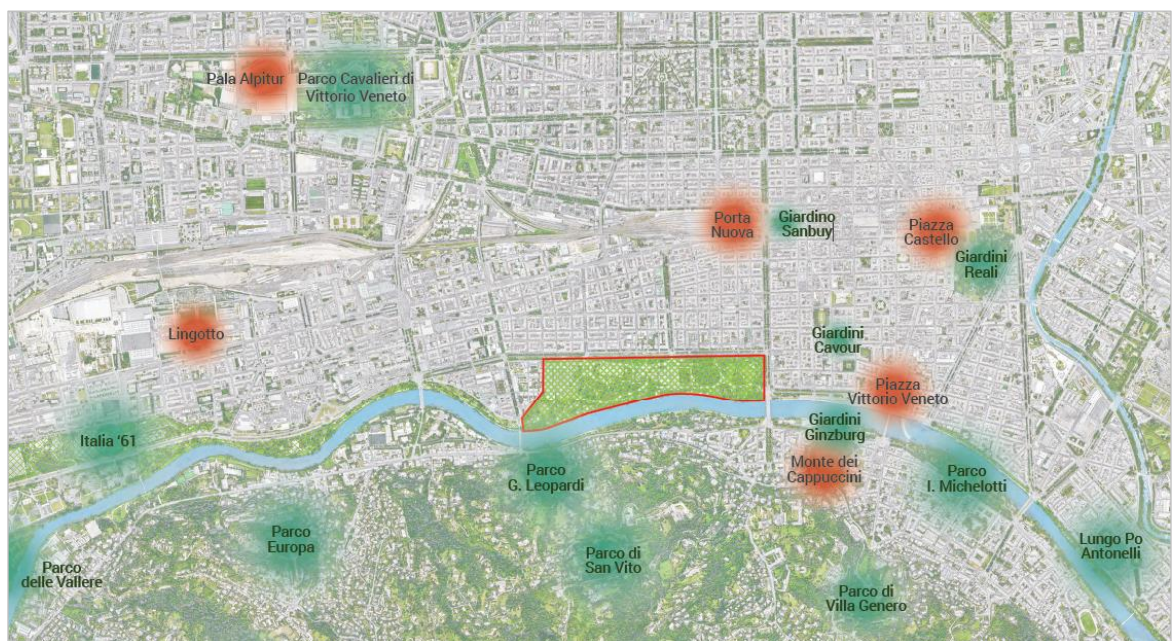 Pala Alpitur
Parco Cavalieri di
Vittorio Veneto
Porta
Nuova
Giardino
Sanbuy
Piazza
Castello
Giardini
Reali
Lingotto
Giardini
Cavour
Piazza
Vittorio Veneto
Italia '61
Giardini
Ginzburg
Monte dei
Cappuccini
Parco
G. Leopardi
Parco
I. Michelotti
Parco
Europa
Parco di
San Vito
Lungo Po
Antonelli
Parco
delle Vallere
Parco di
Villa Genero